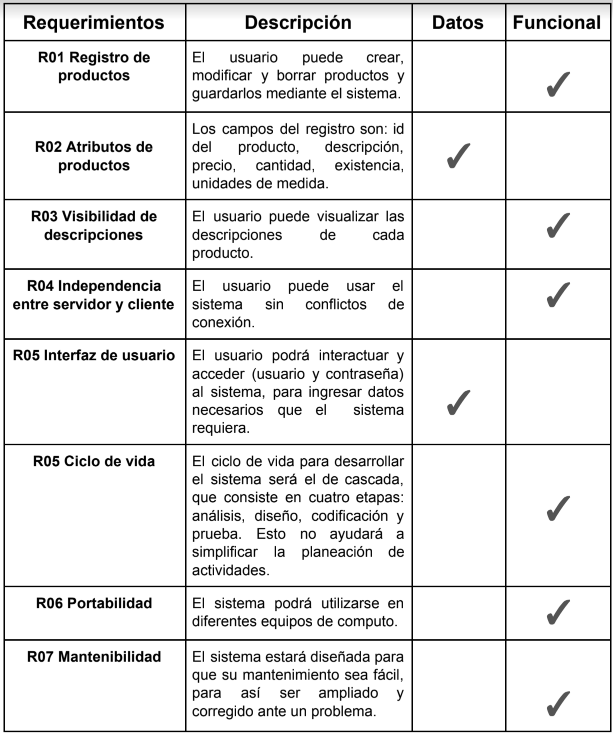 Requerimientos Descripción Datos Funcional
R01 Registro de
productos
El usuario puede crear,
modificar y borrar productos y
guardarlos mediante el sistema.
✓
R02 Atributos de
productos
Los campos del registro son: id
del producto, descripción,
precio, cantidad, existencia,
unidades de medida.
✓
R03 Visibilidad de
descripciones
El usuario puede visualizar las
descripciones de cada
producto.
✓
R04 Independencia
entre servidor y cliente
El usuario puede usar el
sistema sin conflictos de
conexión.
✓
R05 Interfaz de usuario
El usuario podrá interactuar y
acceder (usuario y contraseña)
al sistema, para ingresar datos
necesarios que el sistema
requiera.
✓
R05 Ciclo de vida
El ciclo de vida para desarrollar
el sistema será el de cascada,
que consiste en cuatro etapas:
análisis, diseño, codificación y
prueba. Esto no ayudará a
simplificar la planeación de
actividades.
✓
R06 Portabilidad
El sistema podrá utilizarse en
diferentes equipos de computo.
✓
R07 Mantenibilidad
El sistema estará diseñada para
que su mantenimiento sea fácil,
para así ser ampliado y
corregido ante un problema.
✓